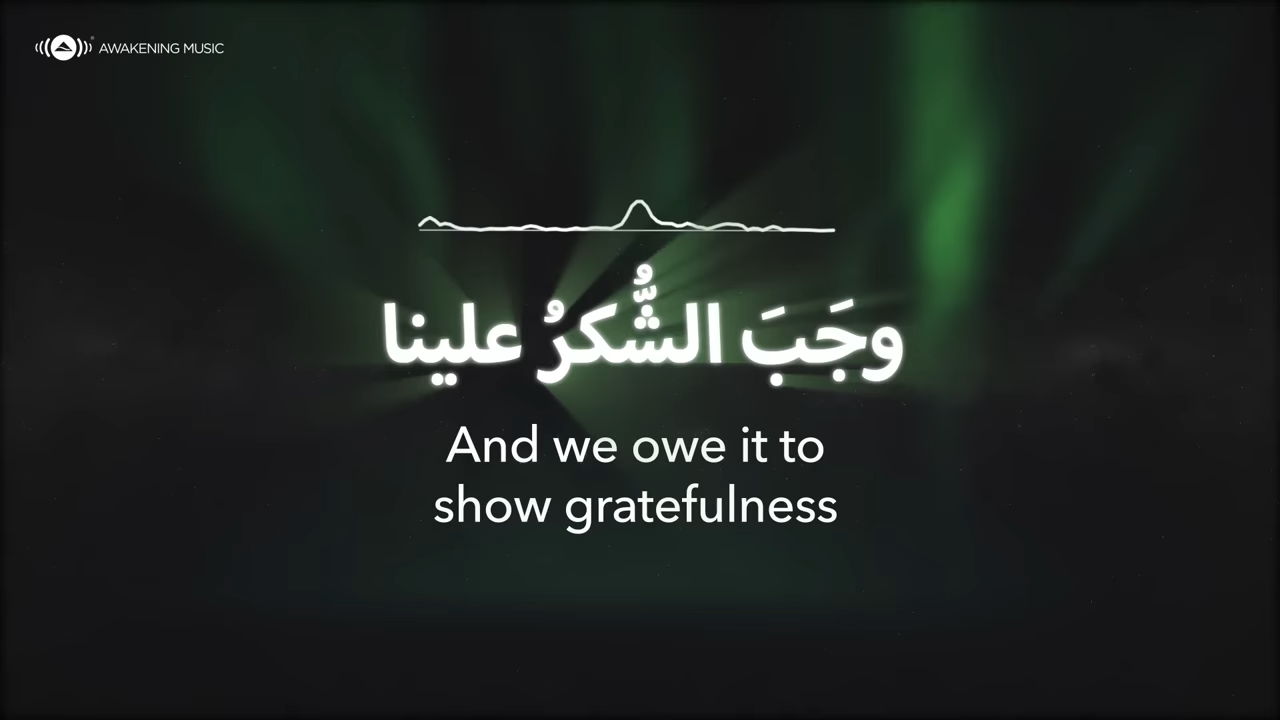 AWAKENING MUSIC
وجَبَ الشُّكرُ علينا
And we owe it to
show gratefulness